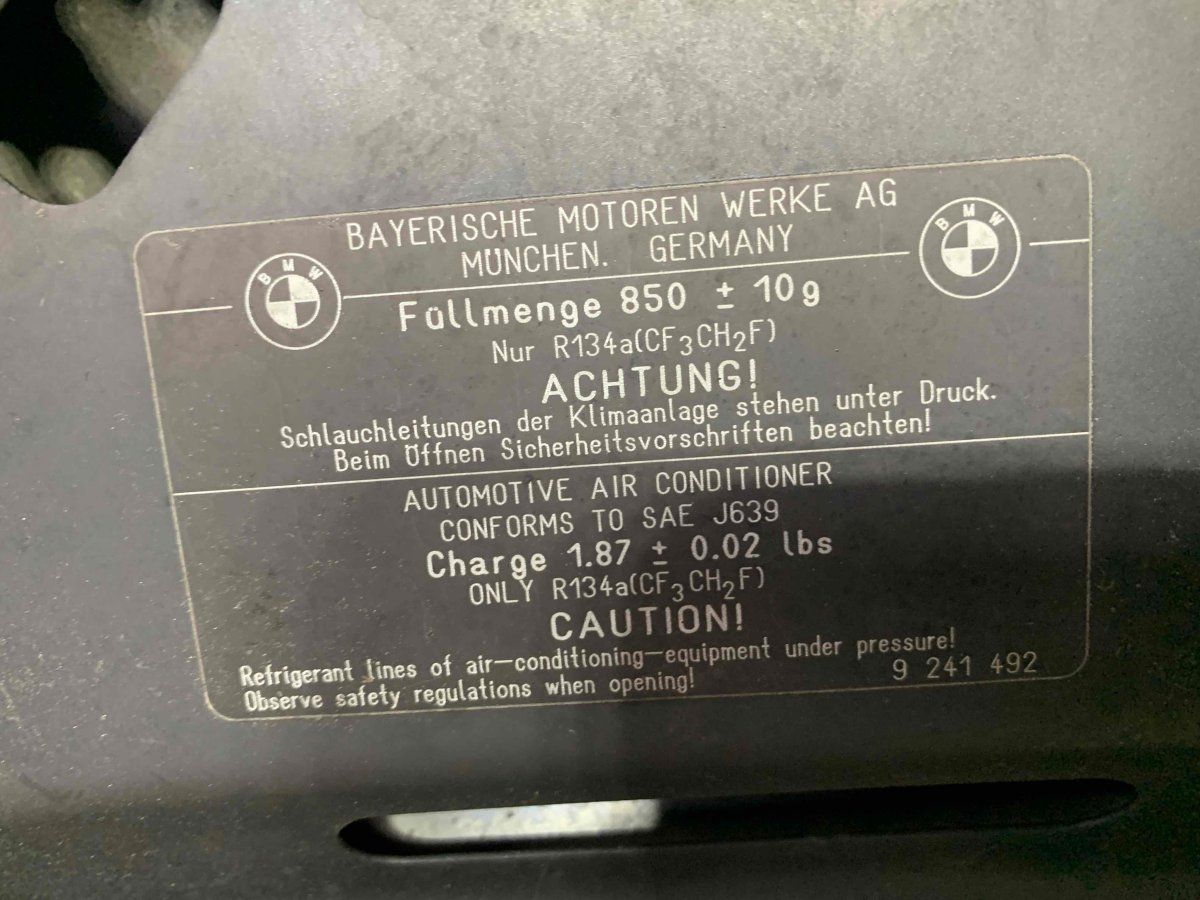 BAYERISCHE MOTOREN WERKE AG
MÜNCHEN. GERMANY
BMW
BMW
Füllmenge 850 ± 10g
Nur R134a(CF₃CH₂F)
ACHTUNG!
Schlauchleitungen der Klimaanlage stehen unter Druck.
Beim Öffnen Sicherheitsvorschriften beachten!
AUTOMOTIVE AIR CONDITIONER
CONFORMS TO SAE J639
Charge 1.87 ± 0.02 lbs
ONLY R134a(CF₃CH₂F)
CAUTION!
Refrigerant lines of air-conditioning-equipment under pressure!
Observe safety regulations when opening!
9 241 492